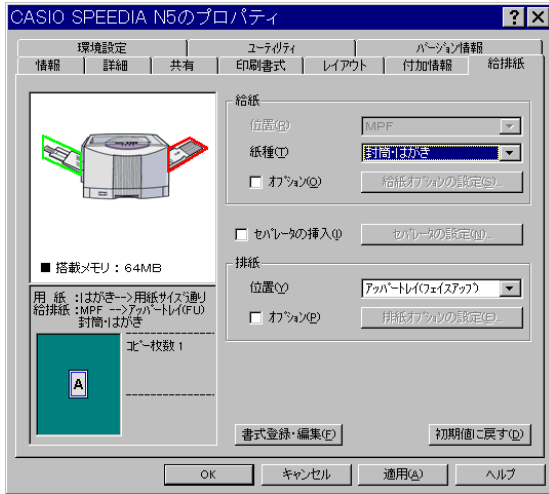 CASIO SPEEDIA N5のプロパティ
環境設定 ユーティリティ バージョン情報
情報 詳細 共有 印刷書式 レイアウト 付加情報 給排紙
給紙
位置(R) MPF
紙種(T) 封筒・はがき
オプション(O) 給紙オプションの設定(S)...
セパレータの挿入(I) セパレータの設定(N)...
■ 搭載メモリ：64MB
排紙
位置(Y) アッパートレイ(フェイスアップ)
オプション(P) 排紙オプションの設定(E)...
用 紙 :はがき-->用紙サイズ通り
給排紙 :MPF -->アッパートレイ(FU)
封筒・はがき
コピー枚数 1
A
書式登録・編集(F) 初期値に戻す(D)
OK キャンセル 適用(A) ヘルプ